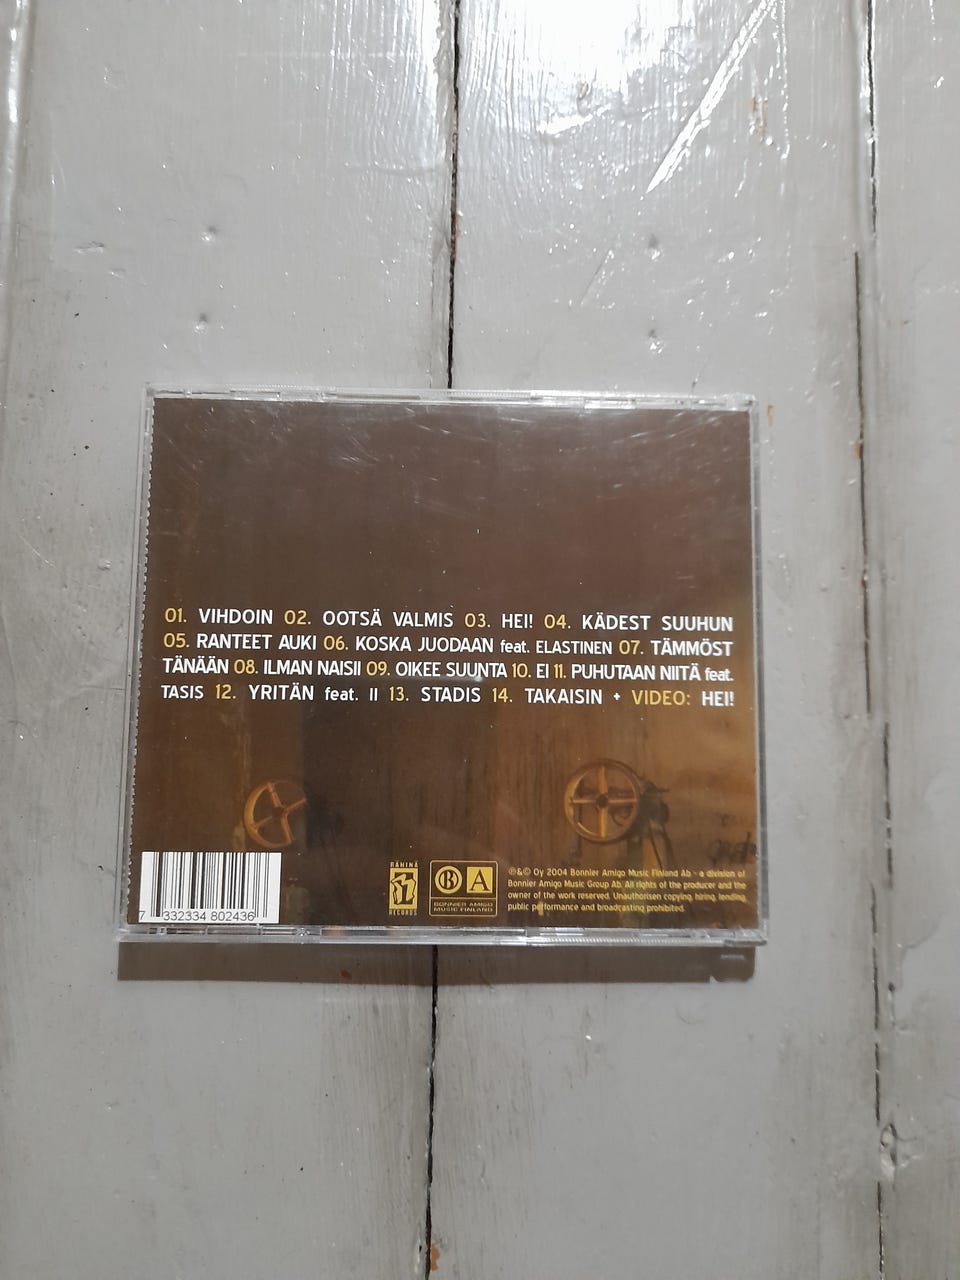 01. VIHDOIN 02. OOTSÄ VALMIS 03. HEI! 04. KÄDEST SUUHUN
05. RANTEET AUKI 06. KOSKA JUODAAN feat. ELASTINEN 07. TÄMMÖST
TÄNÄÄN 08. ILMAN NAISII 09. OIKEE SUUNTA 10. EI 11. PUHUTAAN NIITÄ feat.
TASIS 12. YRITÄN feat. II 13. STADIS 14. TAKAISIN + VIDEO: HEI!
7 332334 802436
RÄHINÄ
RECORDS
B A
BONNIER AMIGO
MUSIC FINLAND
℗&© Oy 2004 Bonnier Amigo Music Finland Ab - a division of
Bonnier Amigo Music Group Ab. All rights of the producer and the
owner of the work reserved. Unauthorisen copying, hiring, lending,
public performance and broadcasting prohibited.